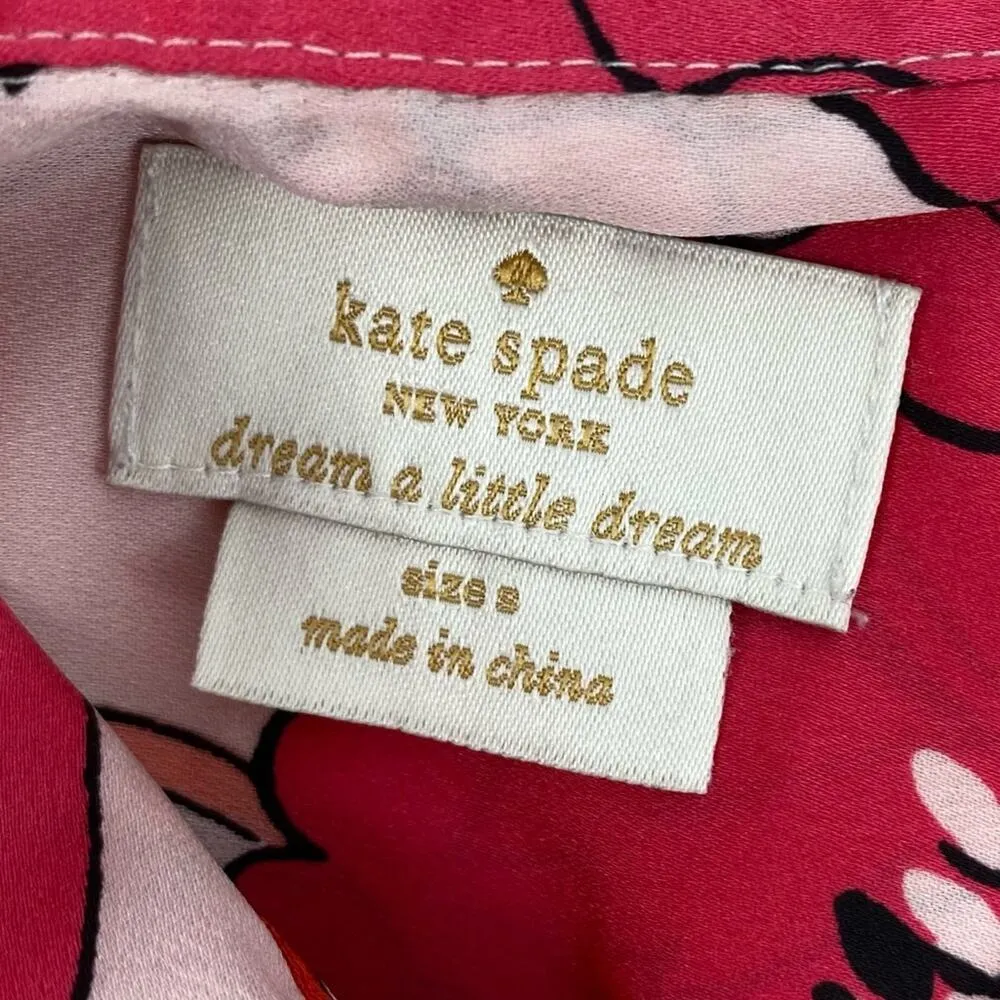 kate spade
NEW YORK
dream a little dream
size s
made in china